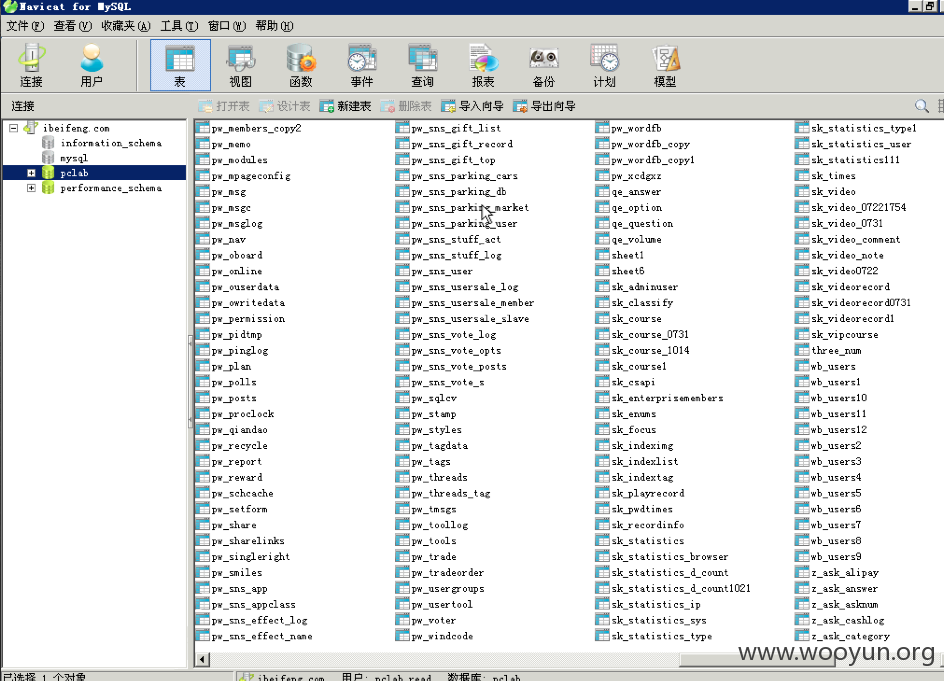 Navicat for MySQL
文件(F) 查看(V) 收藏夹(A) 工具(T) 窗口(W) 帮助(H)
连接 用户 表 视图 函数 事件 查询 报表 备份 计划 模型
连接 打开表 设计表 新建表 删除表 导入向导 导出向导
ibeifeng.com
information_schema
mysql
pclab
performance_schema
pw_members_copy2
pw_memo
pw_modules
pw_mpageconfig
pw_msg
pw_msgc
pw_msglog
pw_nav
pw_oboard
pw_online
pw_ouserdata
pw_owritedata
pw_permission
pw_pidtmp
pw_pinglog
pw_plan
pw_polls
pw_posts
pw_proclock
pw_qiandao
pw_recycle
pw_report
pw_reward
pw_schcache
pw_setform
pw_share
pw_sharelinks
pw_singleright
pw_smiles
pw_sns_app
pw_sns_appclass
pw_sns_effect_log
pw_sns_effect_name
pw_sns_gift_list
pw_sns_gift_record
pw_sns_gift_top
pw_sns_parking_cars
pw_sns_parking_db
pw_sns_parking_market
pw_sns_parking_user
pw_sns_stuff_act
pw_sns_stuff_log
pw_sns_user
pw_sns_usersale_log
pw_sns_usersale_member
pw_sns_usersale_slave
pw_sns_vote_log
pw_sns_vote_opts
pw_sns_vote_posts
pw_sns_vote_s
pw_sqlcv
pw_stamp
pw_styles
pw_tagdata
pw_tags
pw_threads
pw_threads_tag
pw_tmsgs
pw_toollog
pw_tools
pw_trade
pw_tradeorder
pw_usergroups
pw_usertool
pw_voter
pw_windcode
pw_wordfb
pw_wordfb_copy
pw_wordfb_copy1
pw_xcdgxz
qe_answer
qe_option
qe_question
qe_volume
sheet1
sheet6
sk_adminuser
sk_classify
sk_course
sk_course_0731
sk_course_1014
sk_course1
sk_csapi
sk_enterprisemembers
sk_enums
sk_focus
sk_indeximg
sk_indexlist
sk_indextag
sk_playrecord
sk_pwdtimes
sk_recordinfo
sk_statistics
sk_statistics_browser
sk_statistics_d_count
sk_statistics_d_count1021
sk_statistics_ip
sk_statistics_sys
sk_statistics_type
sk_statistics_type1
sk_statistics_user
sk_statistics111
sk_times
sk_video
sk_video_07221754
sk_video_0731
sk_video_comment
sk_video_note
sk_video0722
sk_videorecord
sk_videorecord0731
sk_videorecord1
sk_vipcourse
three_num
wb_users
wb_users1
wb_users10
wb_users11
wb_users12
wb_users2
wb_users3
wb_users4
wb_users5
wb_users6
wb_users7
wb_users8
wb_users9
z_ask_alipay
z_ask_answer
z_ask_asknum
z_ask_cashlog
z_ask_category
www.wooyun.org
已选择 1 个对象 ibeifeng.com 用户: pclab_read 数据库: pclab